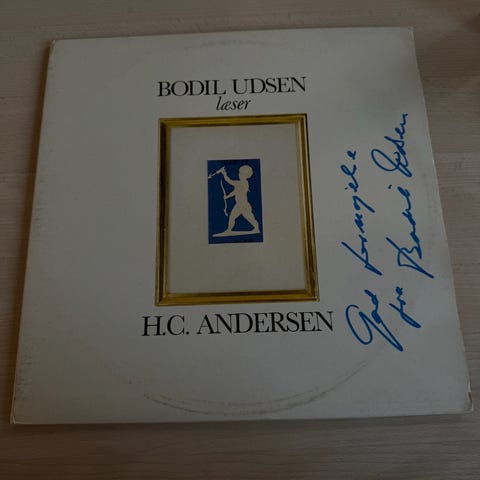 BODIL UDSEN
læser
H.C. ANDERSEN
God fornøjelse
fra Bodil Udsen